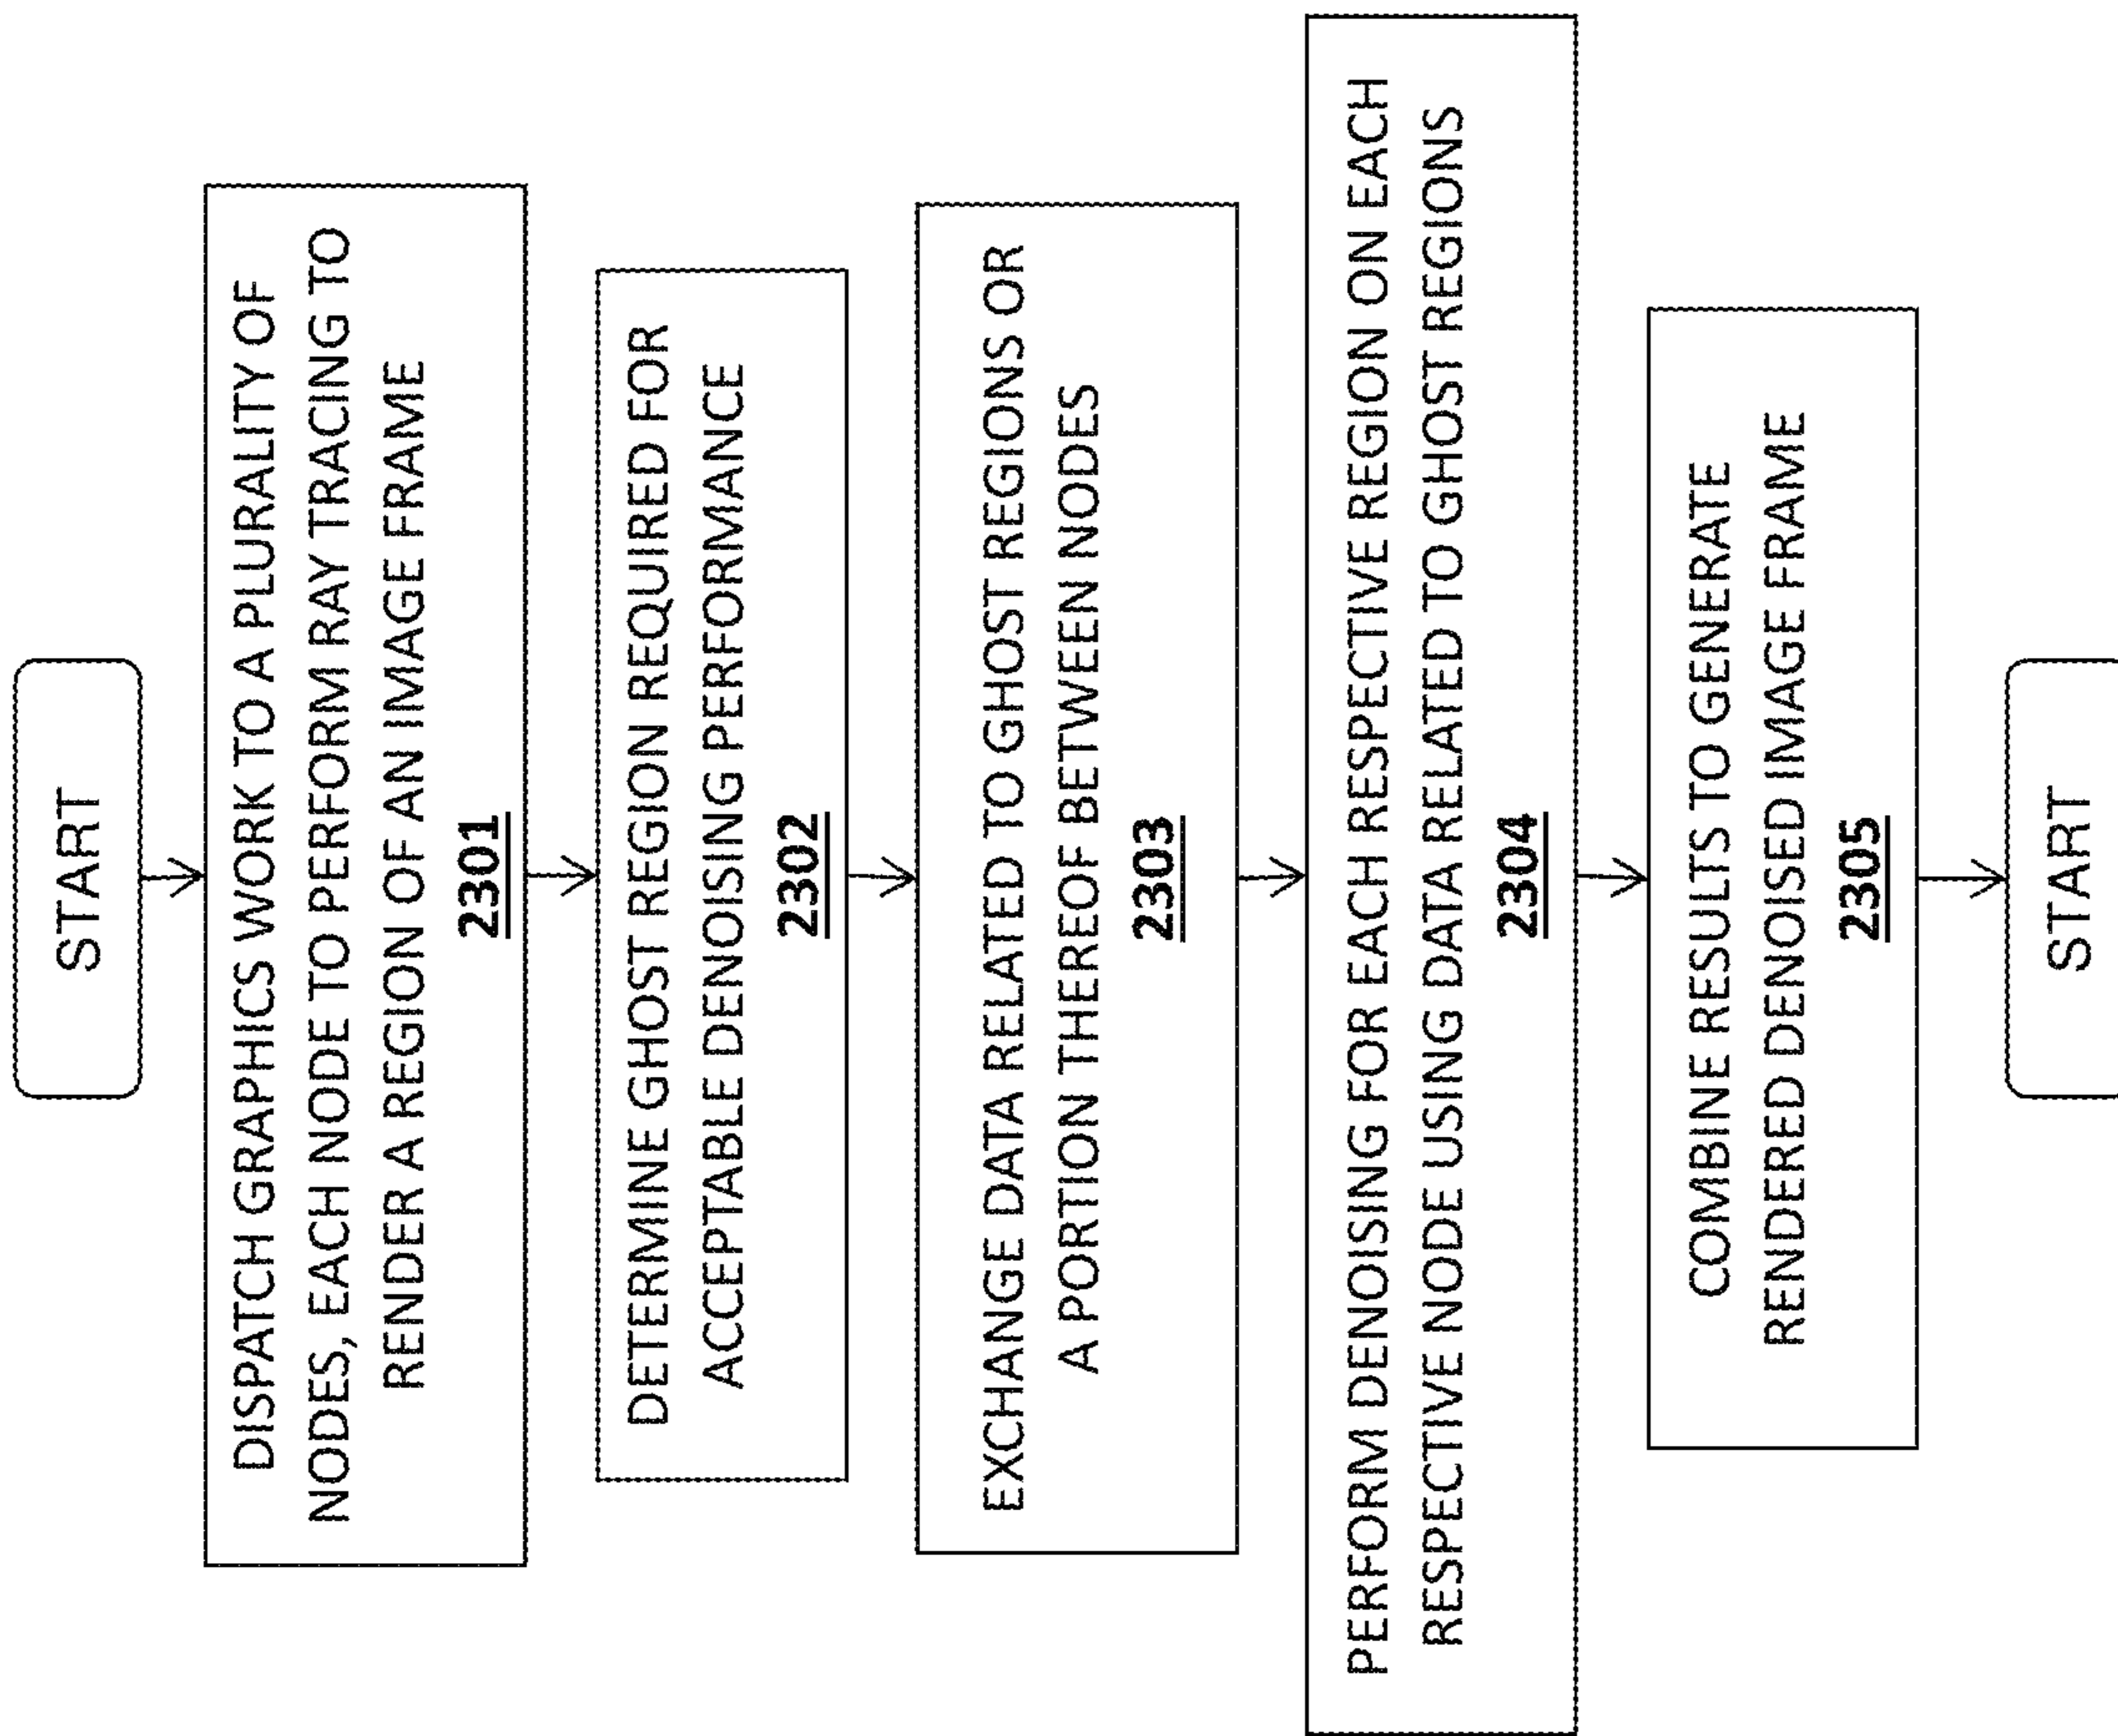 START
DISPATCH GRAPHICS WORK TO A PLURALITY OF
NODES, EACH NODE TO PERFORM RAY TRACING TO
RENDER A REGION OF AN IMAGE FRAME
2301
DETERMINE GHOST REGION REQUIRED FOR
ACCEPTABLE DENOISING PERFORMANCE
2302
EXCHANGE DATA RELATED TO GHOST REGIONS OR
A PORTION THEREOF BETWEEN NODES
2303
PERFORM DENOISING FOR EACH RESPECTIVE REGION ON EACH
RESPECTIVE NODE USING DATA RELATED TO GHOST REGIONS
2304
COMBINE RESULTS TO GENERATE
RENDERED DENOISED IMAGE FRAME
2305
START